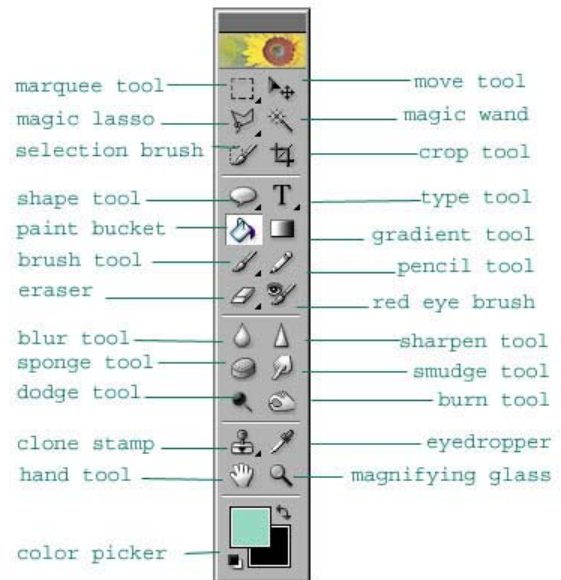 marquee tool
move tool
magic lasso
magic wand
selection brush
crop tool
shape tool
T
type tool
paint bucket
gradient tool
brush tool
pencil tool
eraser
red eye brush
blur tool
sharpen tool
sponge tool
smudge tool
dodge tool
burn tool
clone stamp
eyedropper
hand tool
magnifying glass
color picker